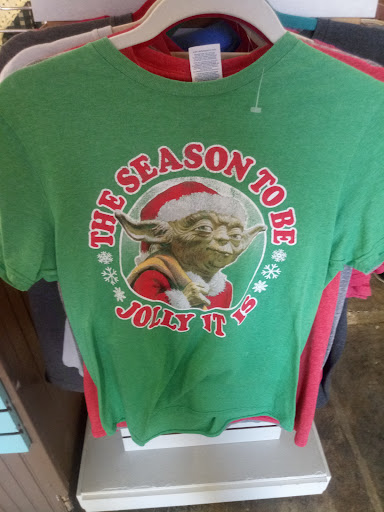 THE SEASON TO BE
JOLLY IT IS